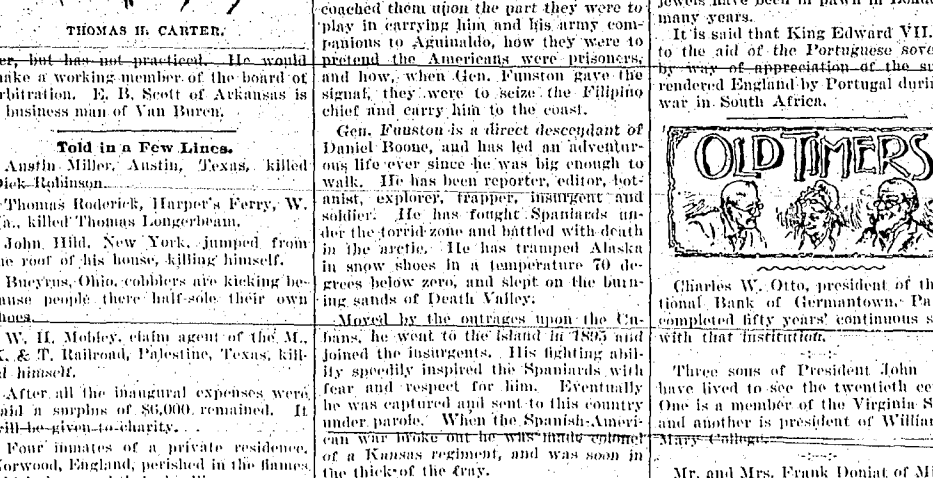 THOMAS H. CARTER.
er, but has not practiced. He would
make a working member of the board of
rbitration. E. B. Scott of Arkansas is
business man of Van Buren.
Told in a Few Lines.
Austin Miller, Austin, Texas, killed
Dick Robinson.
Thomas Roderick, Harper's Ferry, W.
a., killed Thomas Longerbeam.
John Hild, New York, jumped from
he roof of his house, killing himself.
Bucyrus, Ohio, cobblers are kicking be-
ause people there half-sole their own
hoes.
W. H. Mobley, claim agent of the M.,
K. & T. Railroad, Palestine, Texas, kill-
d himself.
After all the inaugural expenses were
aid a surplus of $6,000 remained. It
will be given to charity.
Four inmates of a private residence,
Norwood, England, perished in the flames
coached them upon the part they were to
play in carrying him and his army com-
panions to Aguinaldo, how they were to
pretend the Americans were prisoners,
and how, when Gen. Funston gave the
signal, they were to seize the Filipino
chief and carry him to the coast.
Gen. Funston is a direct descendant of
Daniel Boone, and has led an adventur-
ous life ever since he was big enough to
walk. He has been reporter, editor, bot-
anist, explorer, trapper, insurgent and
soldier. He has fought Spaniards un-
der the torrid zone and battled with death
in the arctic. He has tramped Alaska
in snow shoes in a temperature 70 de-
grees below zero, and slept on the burn-
ing sands of Death Valley.
Moved by the outrages upon the Cu-
bans, he went to the island in 1895 and
joined the insurgents. His fighting abil-
ity speedily inspired the Spaniards with
fear and respect for him. Eventually
he was captured and sent to this country
under parole. When the Spanish-Ameri-
can war broke out he was made colonel
of a Kansas regiment, and was soon in
the thick of the fray.
jewels have been in pawn in
many years.
It is said that King Edward VII.
to the aid of the Portuguese sove
by way of appreciation of the
rendered England by Portugal duri
war in South Africa.
OLD TIMERS
Charles W. Otto, president of th
tional Bank of Germantown, Pa
completed fifty years' continuous s
with that institution.
Three sons of President John
have lived to see the twentieth ce
One is a member of the Virginia S
and another is president of Willia
Mary College.
Mr. and Mrs. Frank Doniat of Mi